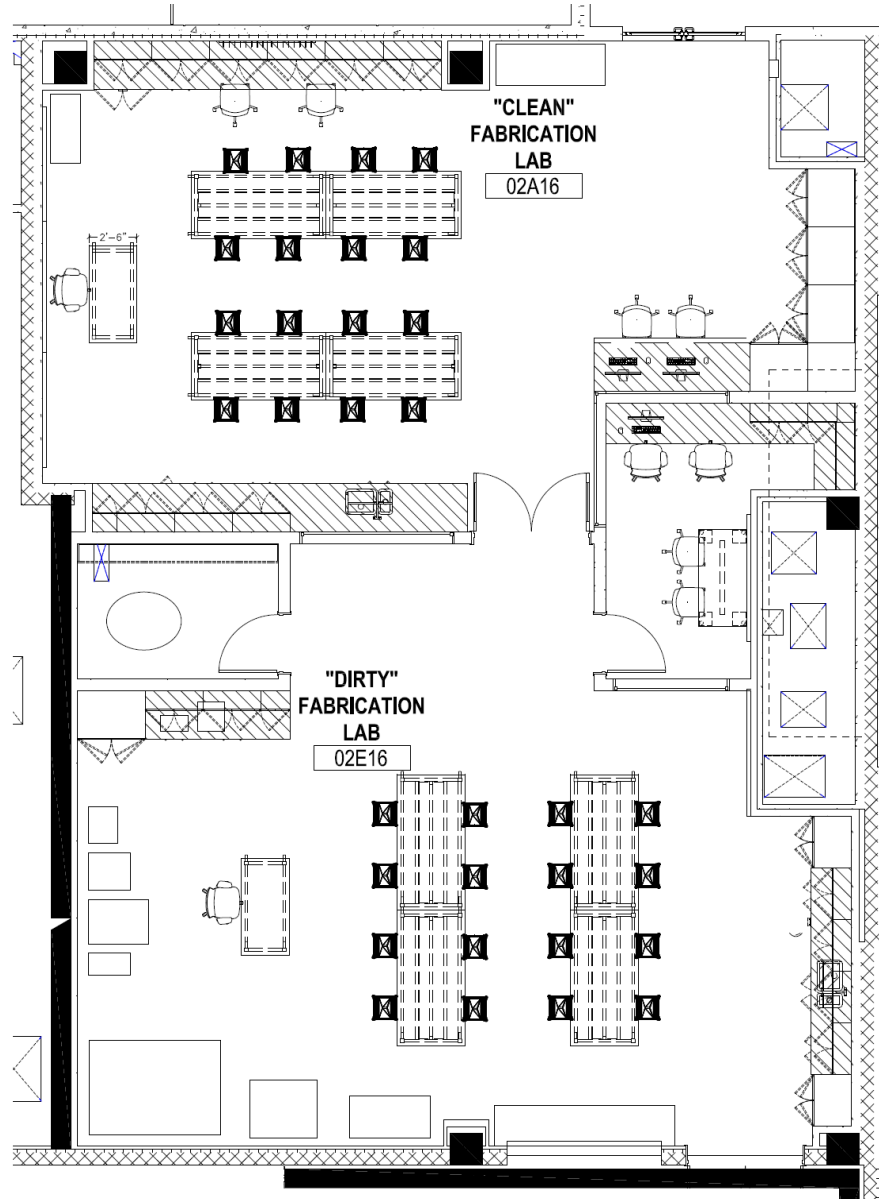 "CLEAN"
FABRICATION
LAB
02A16
2'-6"
"DIRTY"
FABRICATION
LAB
02E16